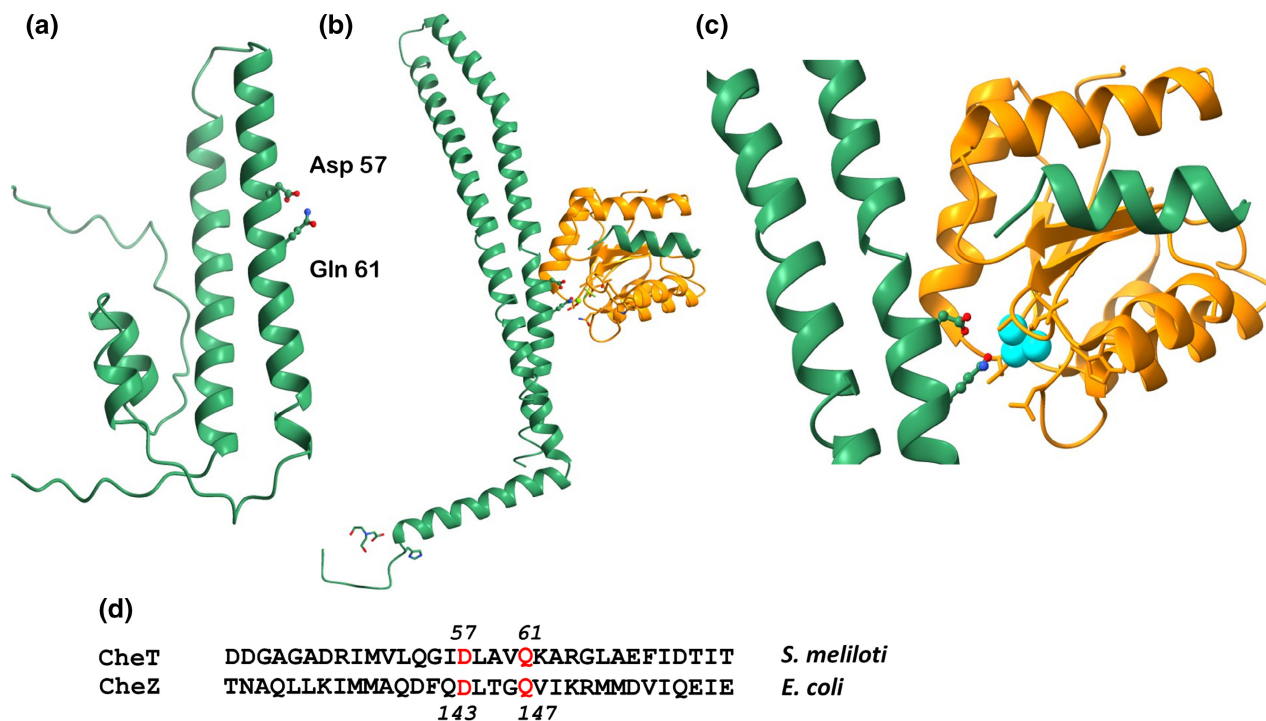 (a)
(b)
(c)
Asp 57
Gln 61
(d)
57 61
CheT DDGAGADRIMVLQGIDLAVQKARGLAEFIDTIT S. meliloti
CheZ TNAQLLKIMMAQDFQDLTGQVIKRMMDVIQEIE E. coli
143 147